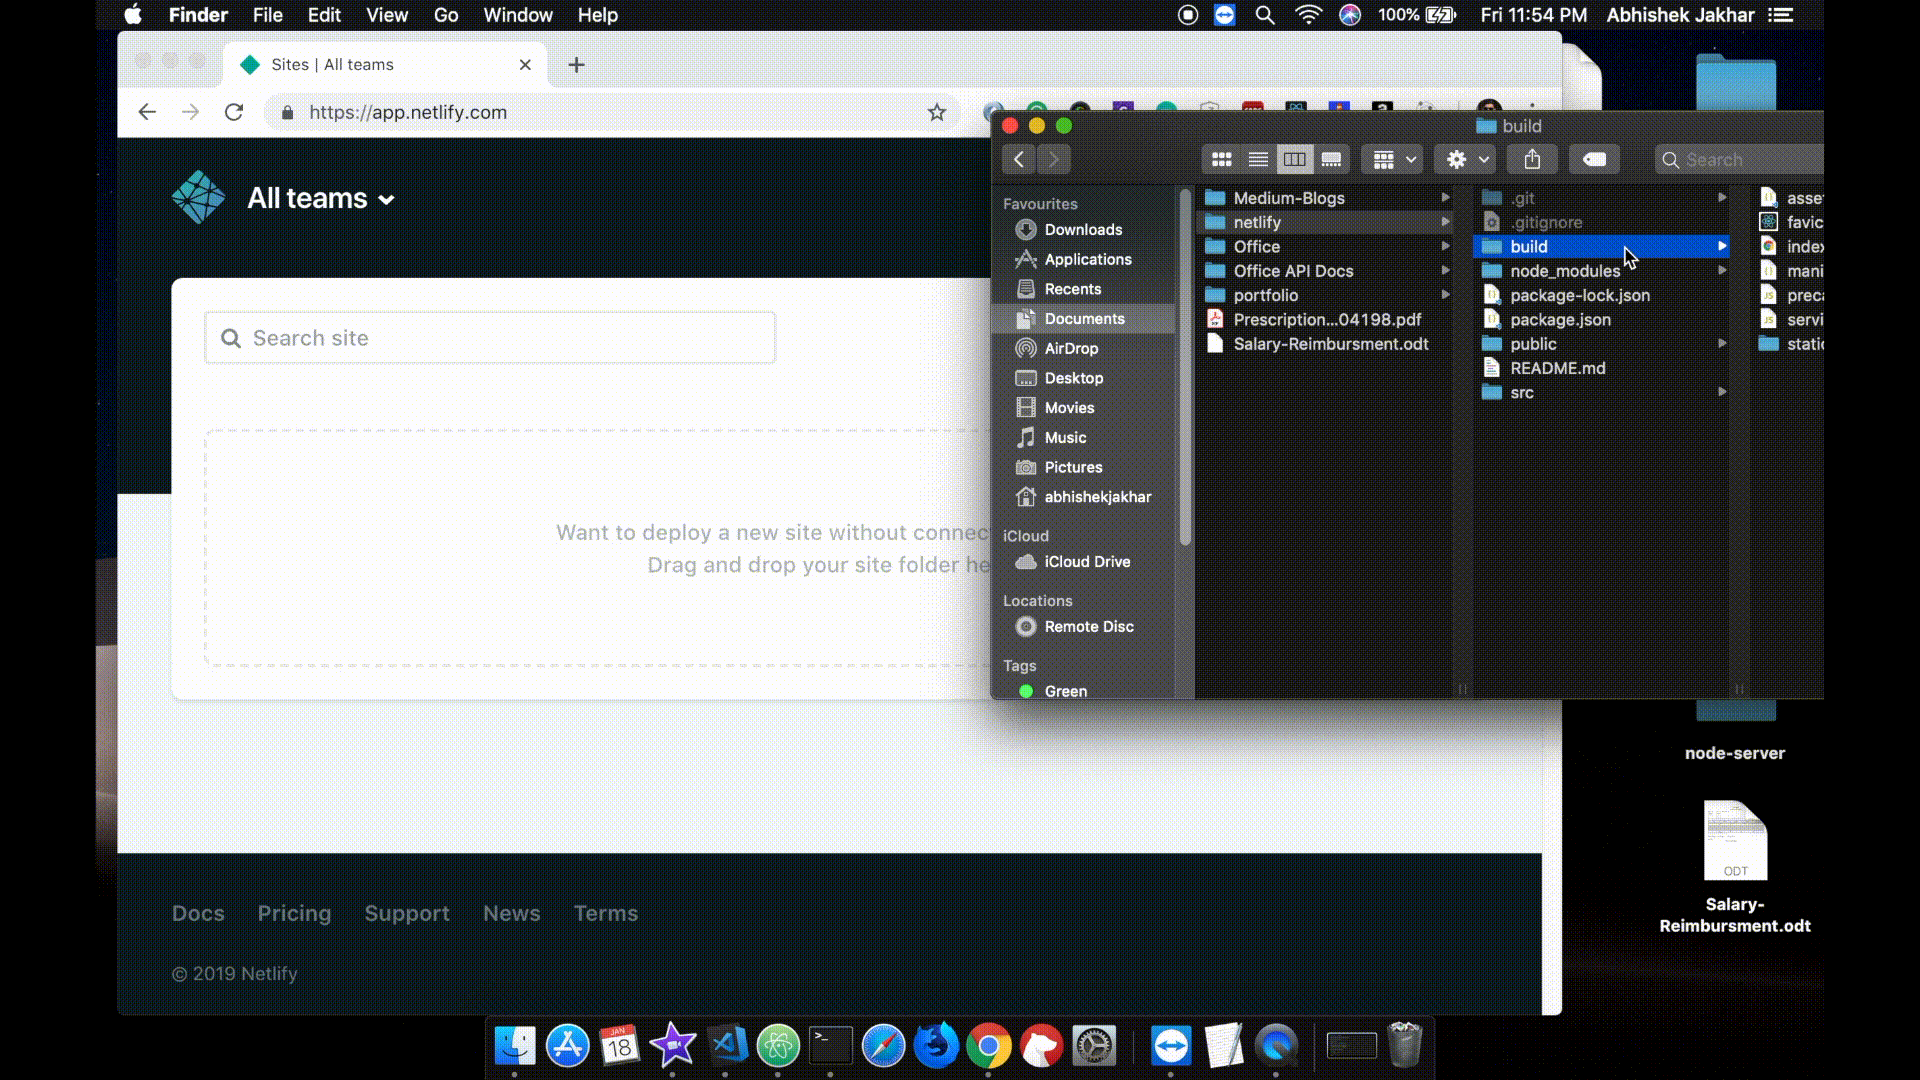 Finder File Edit View Go Window Help 100% Fri 11:54 PM Abhishek Jakhar
Sites | All teams
https://app.netlify.com
All teams
Search site
Want to deploy a new site without connec
Drag and drop your site folder he
Docs Pricing Support News Terms
© 2019 Netlify
build
Search
Favourites
Downloads
Applications
Recents
Documents
AirDrop
Desktop
Movies
Music
Pictures
abhishekjakhar
iCloud
iCloud Drive
Locations
Remote Disc
Tags
Green
Medium-Blogs
netlify
Office
Office API Docs
portfolio
Prescription...04198.pdf
Salary-Reimbursment.odt
.git
.gitignore
build
node_modules
package-lock.json
package.json
public
README.md
src
asse
favic
index
mani
preca
servi
static
node-server
ODT
Salary-
Reimbursment.odt
JAN
18